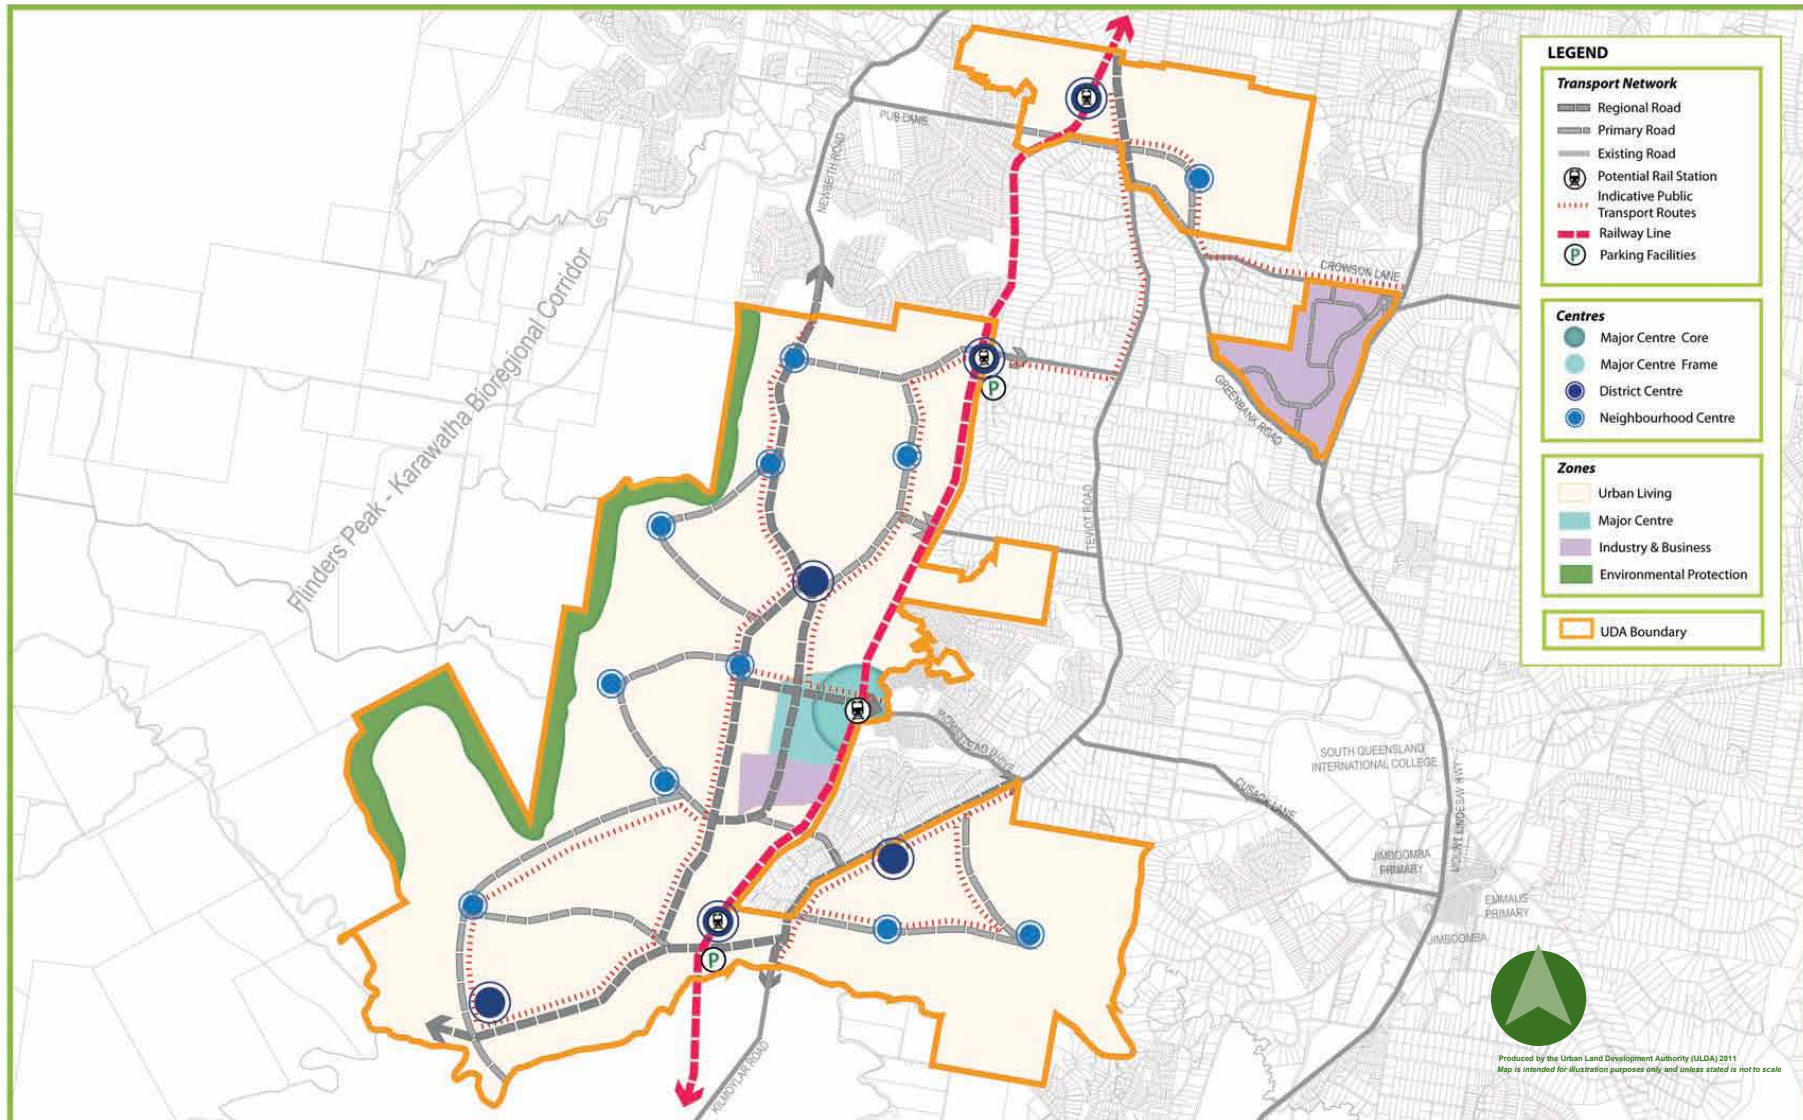 LEGEND
Transport Network
Regional Road
Primary Road
Existing Road
Potential Rail Station
Indicative Public
Transport Routes
Railway Line
P
Parking Facilities
Centres
Major Centre Core
Major Centre Frame
District Centre
Neighbourhood Centre
Zones
Urban Living
Major Centre
Industry & Business
Environmental Protection
UDA Boundary
PUB LANE
NEWBEITH ROAD
Flinders Peak - Karawatha Bioregional Corridor
CROWSON LANE
GREENBANK ROAD
P
TEVIOT ROAD
HOMESTEAD DRIVE
SOUTH QUEENSLAND
INTERNATIONAL COLLEGE
CUSACK LANE
MOUNT LINDESAY HWY
JIMBOOMBA
PRIMARY
EMMAUS
PRIMARY
JIMBOOMBA
P
KILMOYLAR ROAD
Produced by the Urban Land Development Authority (ULDA) 2011
Map is intended for illustration purposes only and unless stated is not to scale